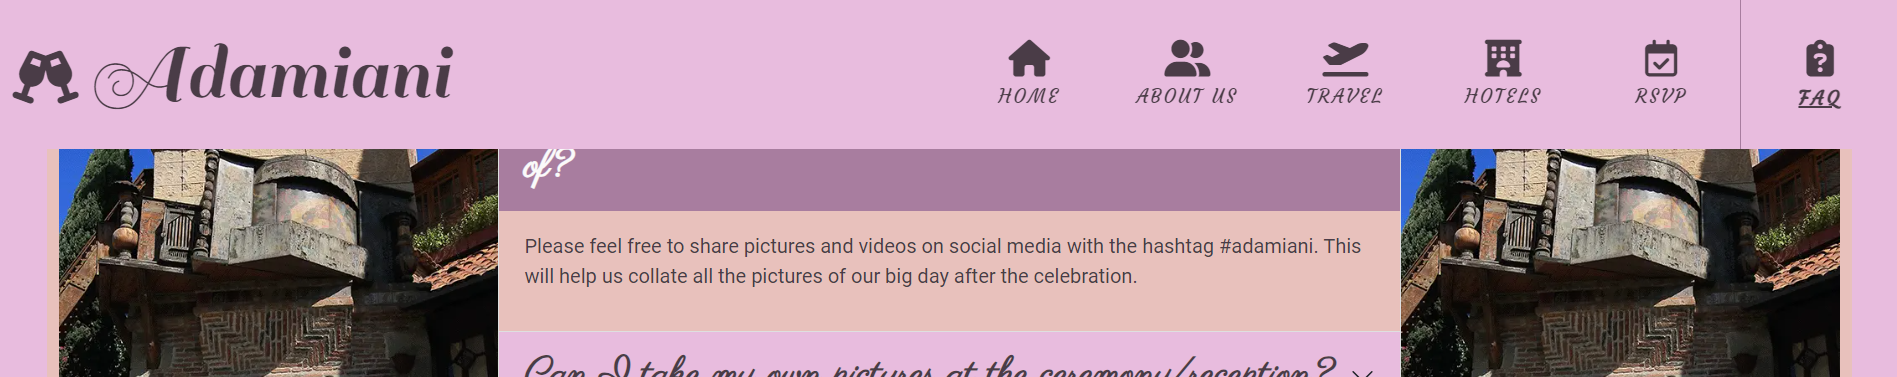 Adamiani
HOME
ABOUT US
TRAVEL
HOTELS
RSVP
FAQ
of?
Please feel free to share pictures and videos on social media with the hashtag #adamiani. This
will help us collate all the pictures of our big day after the celebration.
Can I take my own pictures at the ceremony/reception?